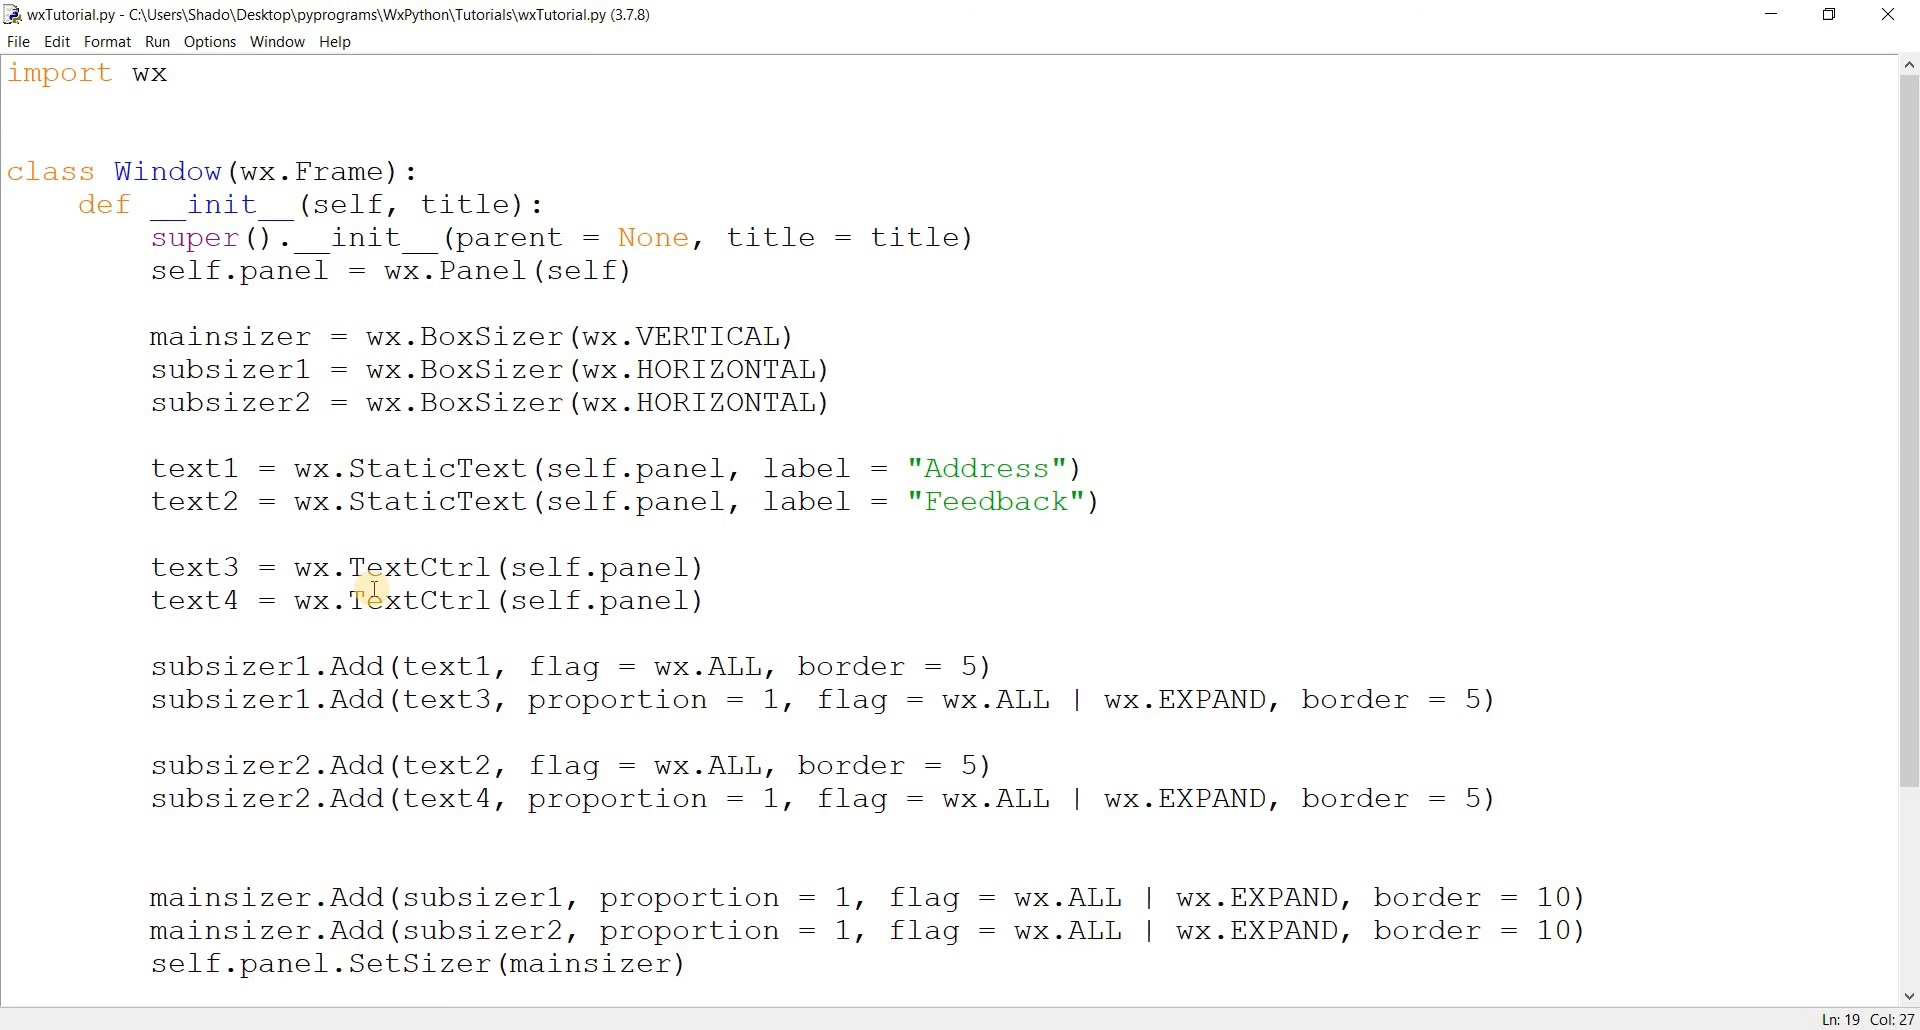 wxTutorial.py - C:\Users\Shado\Desktop\pyprograms\WxPython\Tutorials\wxTutorial.py (3.7.8)
File Edit Format Run Options Window Help
import wx
class Window(wx.Frame):
    def __init__(self, title):
        super().__init__(parent = None, title = title)
        self.panel = wx.Panel(self)
        mainsizer = wx.BoxSizer(wx.VERTICAL)
        subsizer1 = wx.BoxSizer(wx.HORIZONTAL)
        subsizer2 = wx.BoxSizer(wx.HORIZONTAL)
        text1 = wx.StaticText(self.panel, label = "Address")
        text2 = wx.StaticText(self.panel, label = "Feedback")
        text3 = wx.TextCtrl(self.panel)
        text4 = wx.TextCtrl(self.panel)
        subsizer1.Add(text1, flag = wx.ALL, border = 5)
        subsizer1.Add(text3, proportion = 1, flag = wx.ALL | wx.EXPAND, border = 5)
        subsizer2.Add(text2, flag = wx.ALL, border = 5)
        subsizer2.Add(text4, proportion = 1, flag = wx.ALL | wx.EXPAND, border = 5)
        mainsizer.Add(subsizer1, proportion = 1, flag = wx.ALL | wx.EXPAND, border = 10)
        mainsizer.Add(subsizer2, proportion = 1, flag = wx.ALL | wx.EXPAND, border = 10)
        self.panel.SetSizer(mainsizer)
Ln: 19 Col: 27